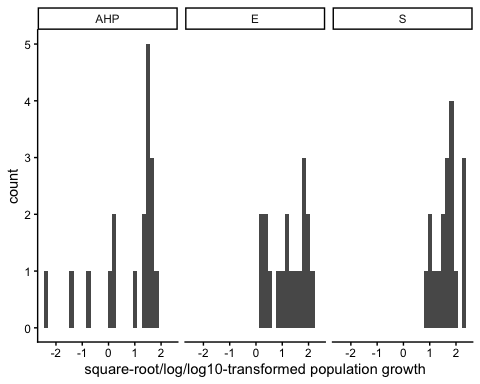 AHP E S
5
4
3
2
1
0
count
-2 -1 0 1 2 -2 -1 0 1 2 -2 -1 0 1 2
square-root/log/log10-transformed population growth